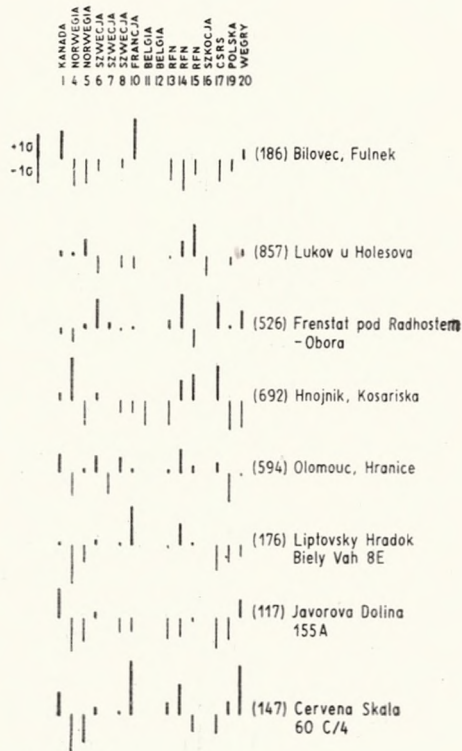 KANADA
NORWEGIA
NORWEGIA
SZWECJA
SZWECJA
SZWECJA
FRANCJA
BELGIA
BELGIA
RFN
RFN
RFN
SZKOCJA
CSRS
POLSKA
WĘGRY
1 4 5 6 7 8 10 11 12 13 14 15 16 17 19 20
+10
-10
(186) Bilovec, Fulnek
(857) Lukov u Holesova
(526) Frenstat pod Radhostem
-Obora
(692) Hnojnik, Kosariska
(594) Olomouc, Hranice
(176) Liptovsky Hradok
Biely Vah 8E
(117) Javorova Dolina
155A
(147) Cervena Skala
60 C/4